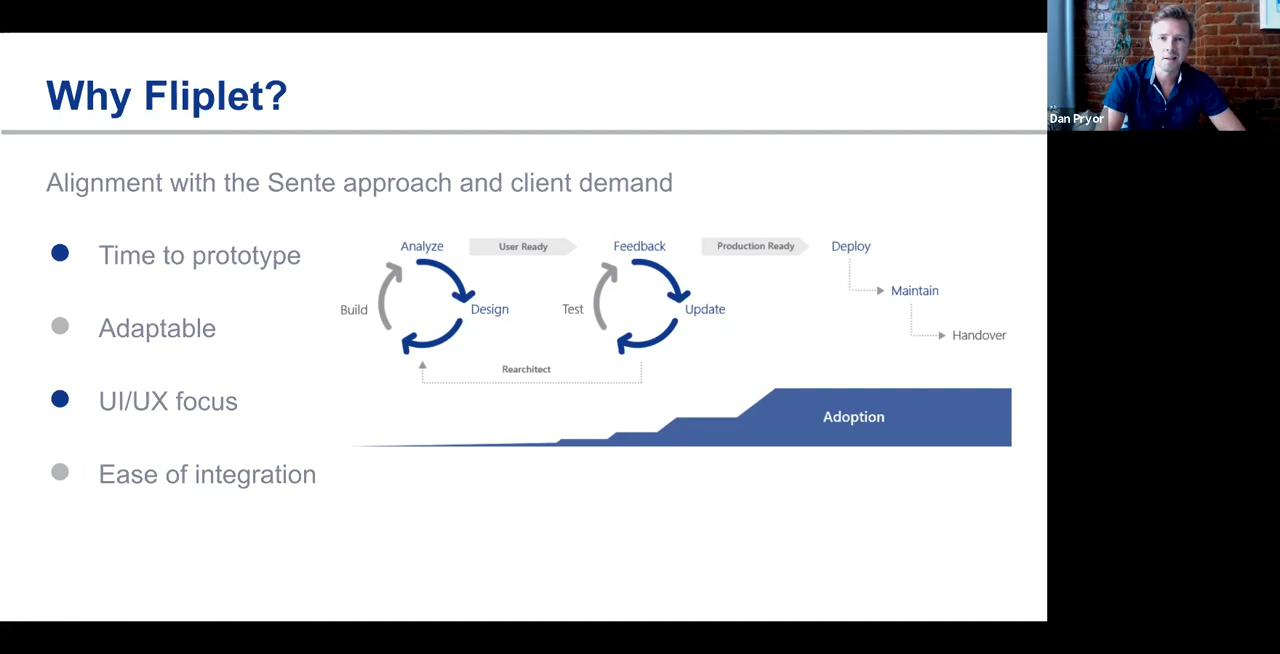 Why Fliplet?
Dan Pryor
Alignment with the Sente approach and client demand
Time to prototype
Adaptable
UI/UX focus
Ease of integration
Analyze
User Ready
Feedback
Production Ready
Deploy
Build
Design
Test
Update
Maintain
Handover
Rearchitect
Adoption